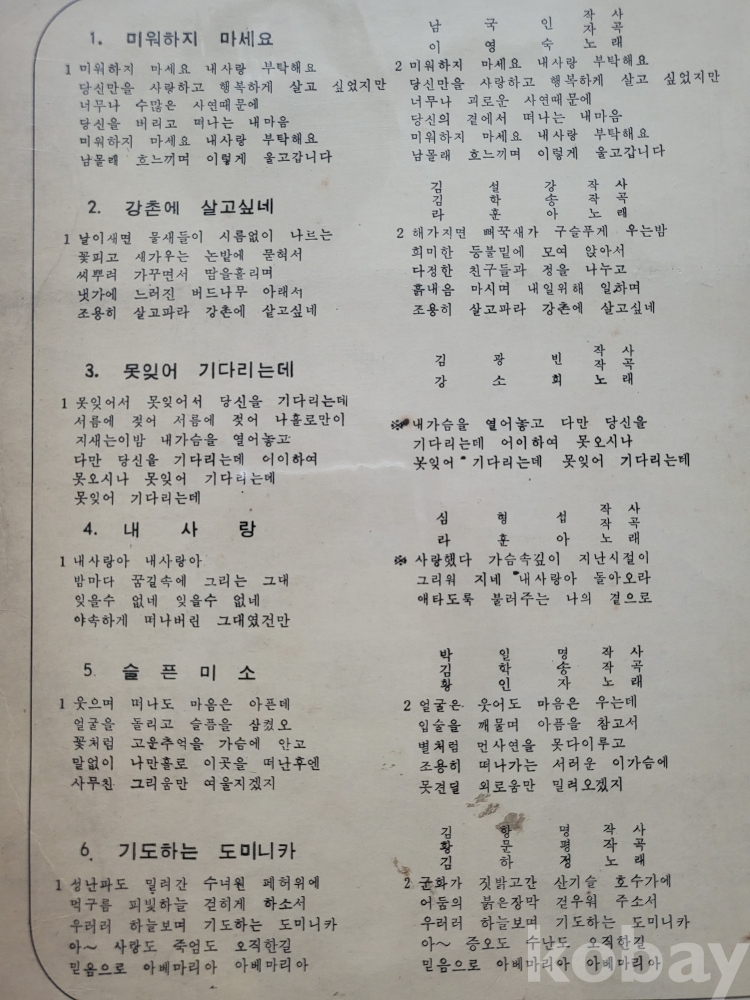 1. 미워하지 마세요
남국인 작사 작곡
이영숙 노래
1 미워하지 마세요 내사랑 부탁해요
당신만을 사랑하고 행복하게 살고 싶었지만
너무나 수많은 사연때문에
당신을 버리고 떠나는 내마음
미워하지 마세요 내사랑 부탁해요
남몰래 흐느끼며 이렇게 울고갑니다
2 미워하지 마세요 내사랑 부탁해요
당신만을 사랑하고 행복하게 살고 싶었지만
너무나 괴로운 사연때문에
당신의 곁에서 떠나는 내마음
미워하지 마세요 내사랑 부탁해요
남몰래 흐느끼며 이렇게 울고갑니다
2. 강촌에 살고싶네
김설강 작사
김학송 작곡
라훈아 노래
1 날이새면 물새들이 시름없이 나르는
꽃피고 새가우는 논밭에 묻혀서
씨뿌려 가꾸면서 땀을흘리며
냇가에 느러진 버드나무 아래서
조용히 살고파라 강촌에 살고싶네
2 해가지면 뻐꾹새가 구슬푸게 우는밤
희미한 등불밑에 모여 앉아서
다정한 친구들과 정을 나누고
흙내음 마시며 내일위해 일하며
조용히 살고파라 강촌에 살고싶네
3. 못잊어 기다리는데
김광빈 작사 작곡
강소희 노래
1 못잊어서 못잊어서 당신을 기다리는데
서름에 젖어 서름에 젖어 나홀로만이
지새는이밤 내가슴을 열어놓고
다만 당신을 기다리는데 어이하여
못오시나 못잊어 기다리는데
못잊어 기다리는데
※ 내가슴을 열어놓고 다만 당신을
기다리는데 어이하여 못오시나
못잊어 기다리는데 못잊어 기다리는데
4. 내 사 랑
심형섭 작사 작곡
라훈아 노래
1 내사랑아 내사랑아
밤마다 꿈길속에 그리는 그대
잊을수 없네 잊을수 없네
야속하게 떠나버린 그대였건만
※ 사랑했다 가슴속깊이 지난시절이
그리워 지네 내사랑아 돌아오라
애타도록 불러주는 나의 곁으로
5. 슬픈미소
박일명 작사
김학송 작곡
황인자 노래
1 웃으며 떠나도 마음은 아픈데
얼굴을 돌리고 슬픔을 삼켰오
꽃처럼 고운추억을 가슴에 안고
말없이 나만홀로 이곳을 떠난후엔
사무친 그리움만 여울지겠지
2 얼굴은 웃어도 마음은 우는데
입술을 깨물며 아픔을 참고서
별처럼 먼사연을 못다이루고
조용히 떠나가는 서러운 이가슴에
못견딜 외로움만 밀려오겠지
6. 기도하는 도미니카
김항명 작사
황문평 작곡
김하정 노래
1 성난파도 밀려간 수녀원 페허위에
먹구름 피빛하늘 걷히게 하소서
우러러 하늘보며 기도하는 도미니카
아~ 사랑도 죽엄도 오직한길
믿음으로 아베마리아 아베마리아
2 군화가 짓밟고간 산기슭 호수가에
어둠의 붉은장막 걷우워 주소서
우러러 하늘보며 기도하는 도미니카
아~ 증오도 수난도 오직한길
믿음으로 아베마리아 아베마리아
kobay